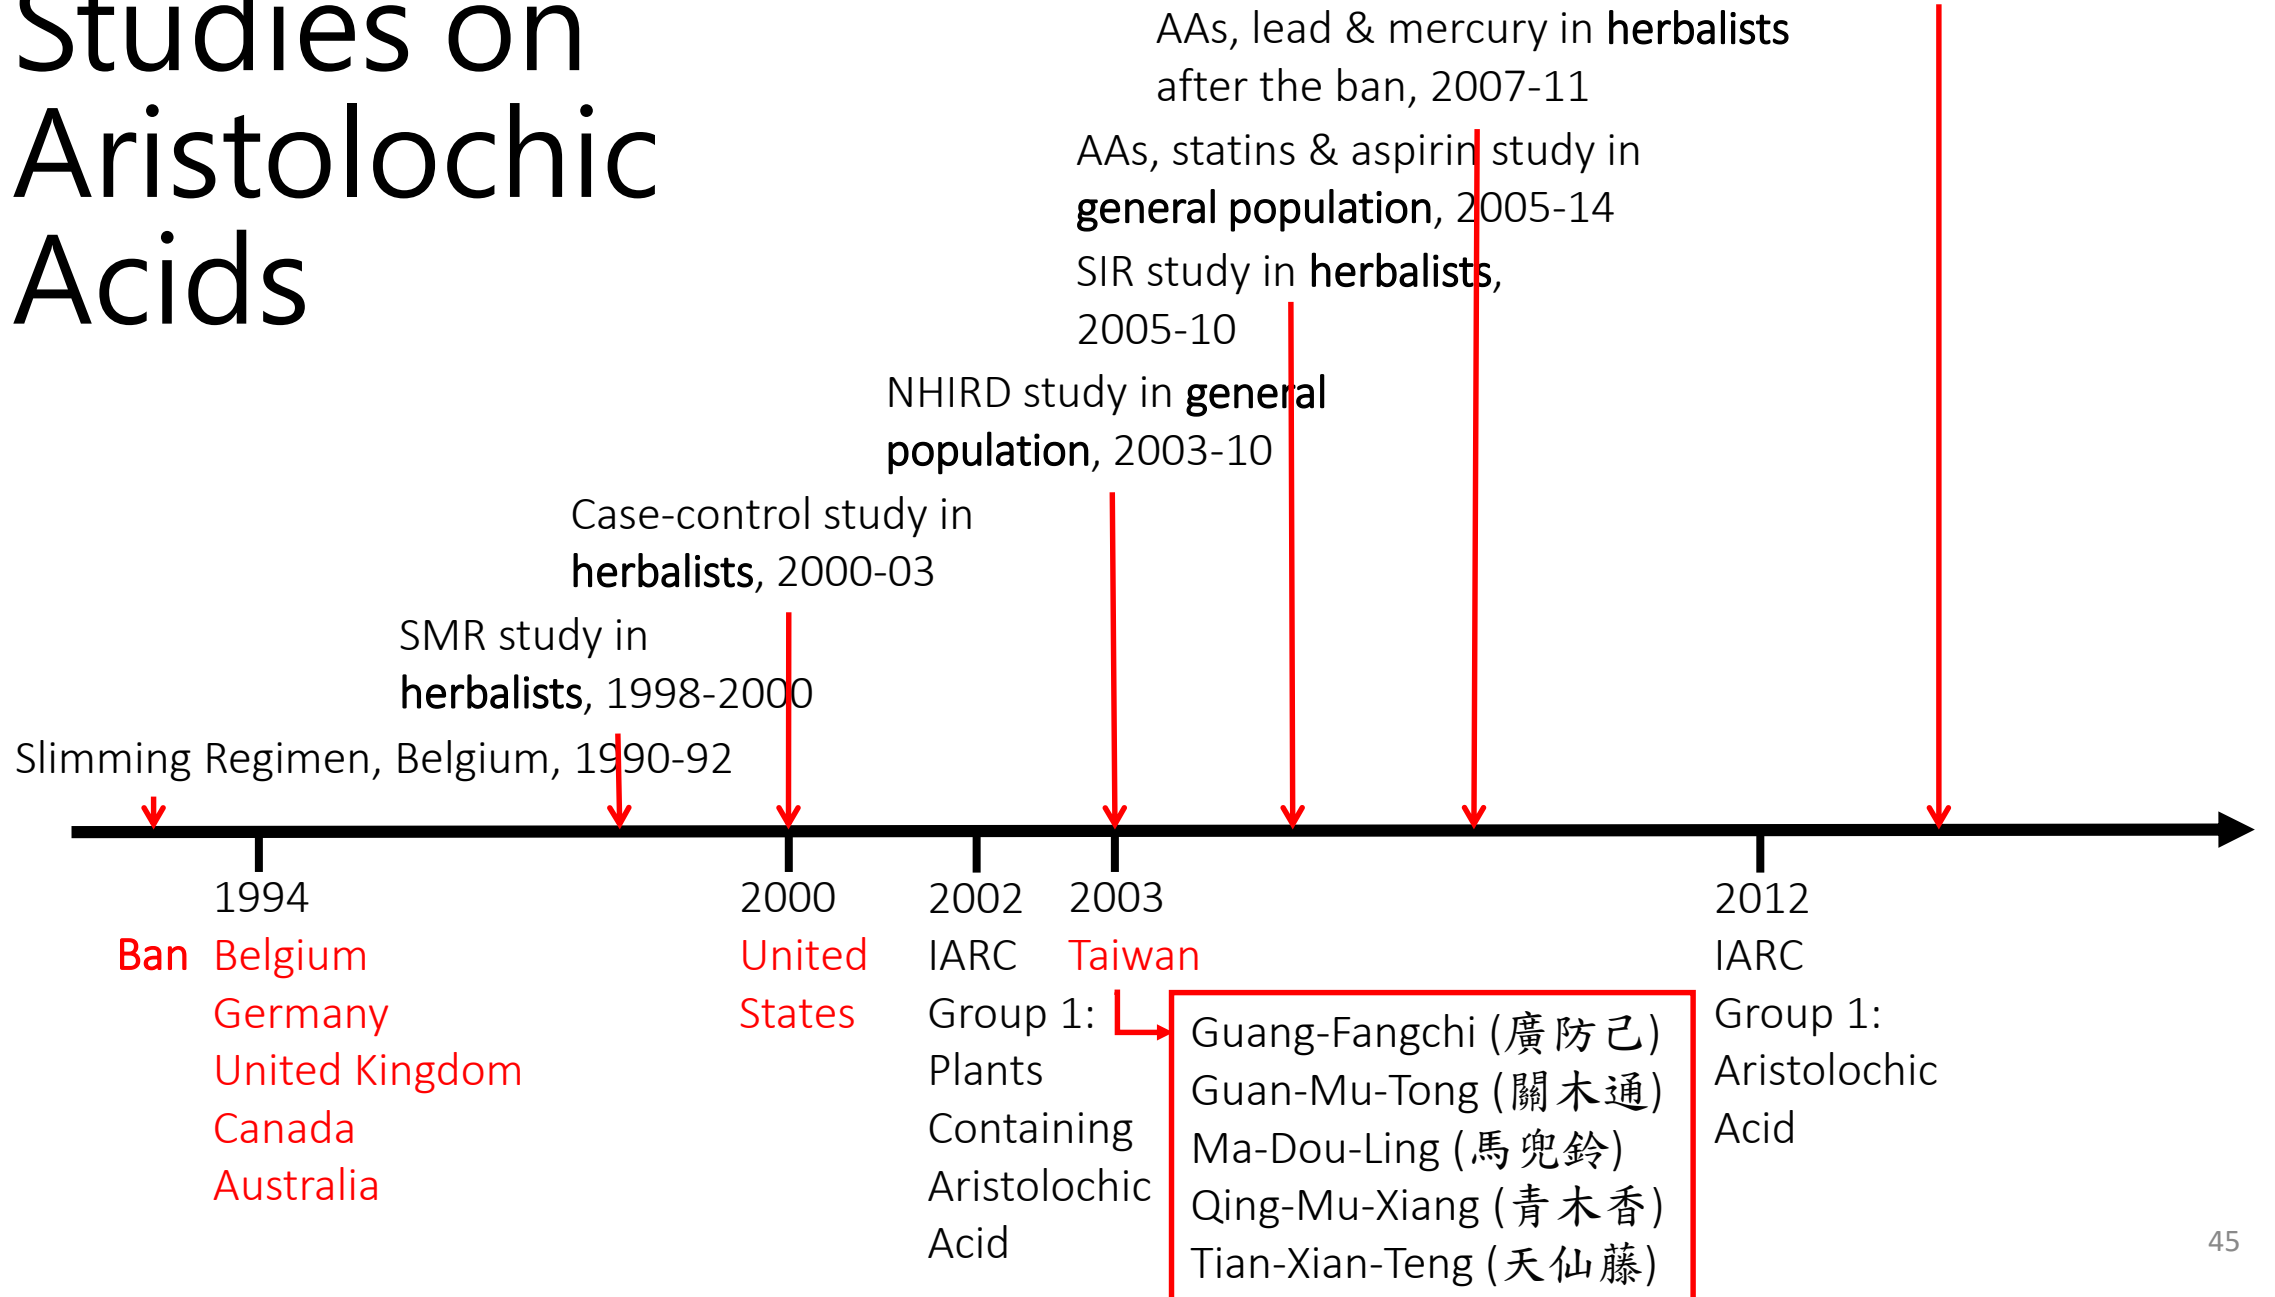 Studies on
Aristolochic
Acids
AAs, lead & mercury in herbalists
after the ban, 2007-11
AAs, statins & aspirin study in
general population, 2005-14
SIR study in herbalists,
2005-10
NHIRD study in general
population, 2003-10
Case-control study in
herbalists, 2000-03
SMR study in
herbalists, 1998-2000
Slimming Regimen, Belgium, 1990-92
1994
Ban Belgium
Germany
United Kingdom
Canada
Australia
2000
United
States
2002
IARC
Group 1:
Plants
Containing
Aristolochic
Acid
2003
Taiwan
Guang-Fangchi (廣防己)
Guan-Mu-Tong (關木通)
Ma-Dou-Ling (馬兜鈴)
Qing-Mu-Xiang (青木香)
Tian-Xian-Teng (天仙藤)
2012
IARC
Group 1:
Aristolochic
Acid
45